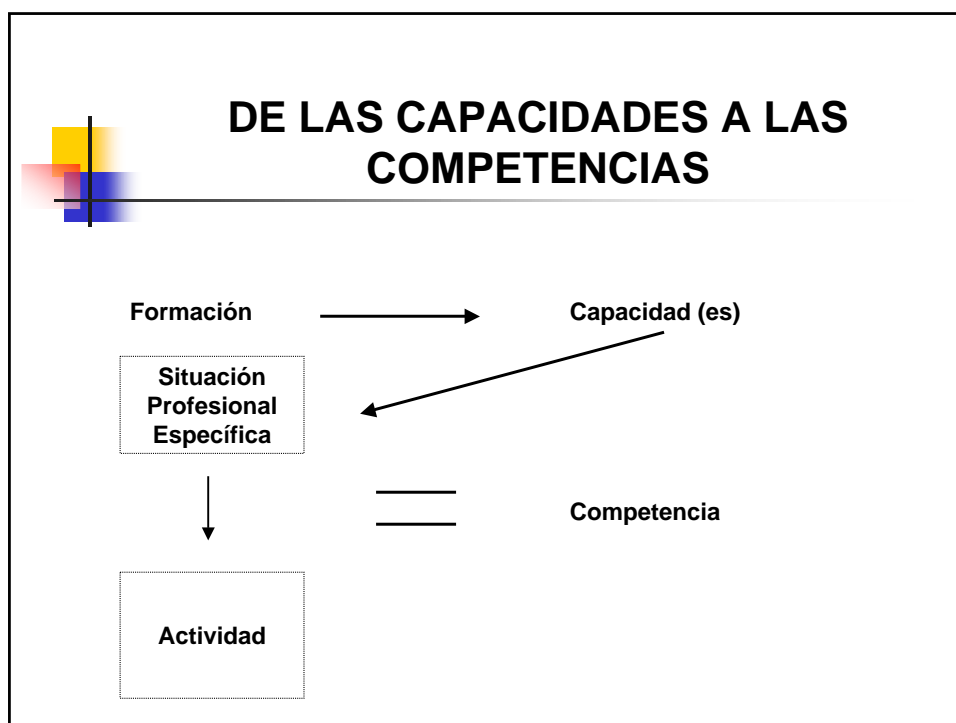 DE LAS CAPACIDADES A LAS
COMPETENCIAS
Formación
Capacidad (es)
Situación
Profesional
Específica
Competencia
Actividad